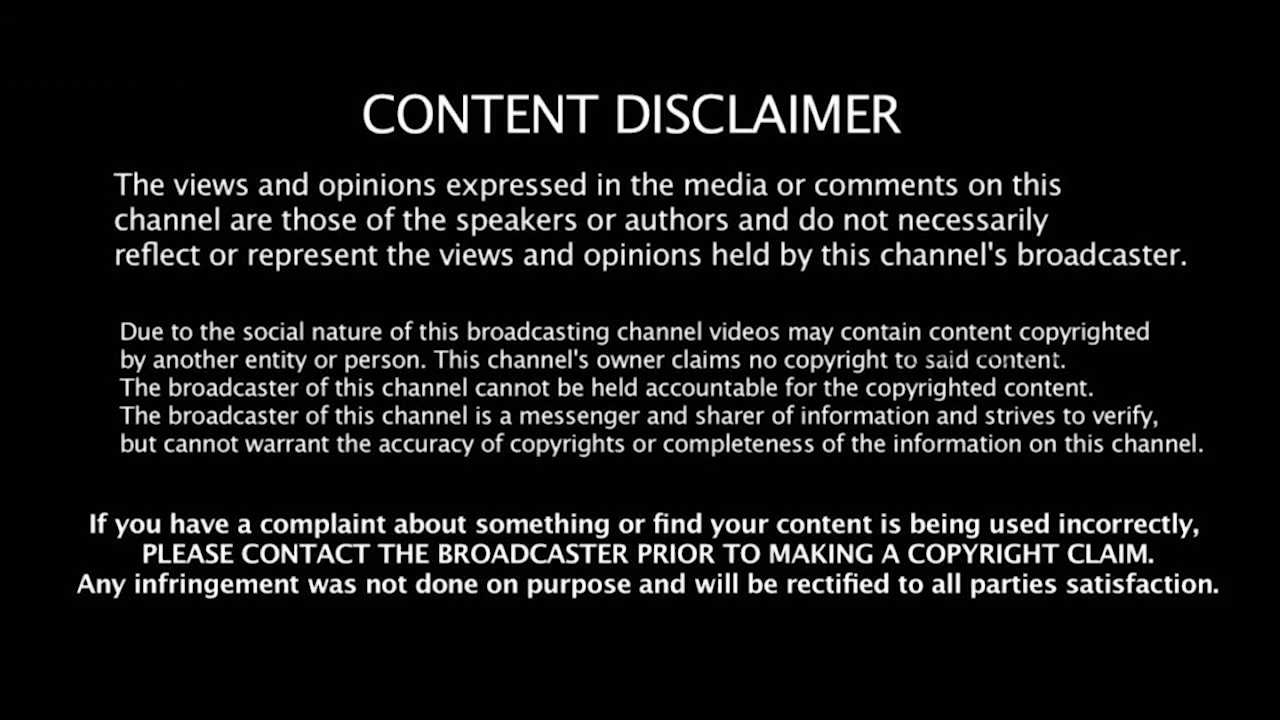 CONTENT DISCLAIMER
The views and opinions expressed in the media or comments on this
channel are those of the speakers or authors and do not necessarily
reflect or represent the views and opinions held by this channel's broadcaster.
Due to the social nature of this broadcasting channel videos may contain content copyrighted
by another entity or person. This channel's owner claims no copyright to said content.
The broadcaster of this channel cannot be held accountable for the copyrighted content.
The broadcaster of this channel is a messenger and sharer of information and strives to verify,
but cannot warrant the accuracy of copyrights or completeness of the information on this channel.
If you have a complaint about something or find your content is being used incorrectly,
PLEASE CONTACT THE BROADCASTER PRIOR TO MAKING A COPYRIGHT CLAIM.
Any infringement was not done on purpose and will be rectified to all parties satisfaction.